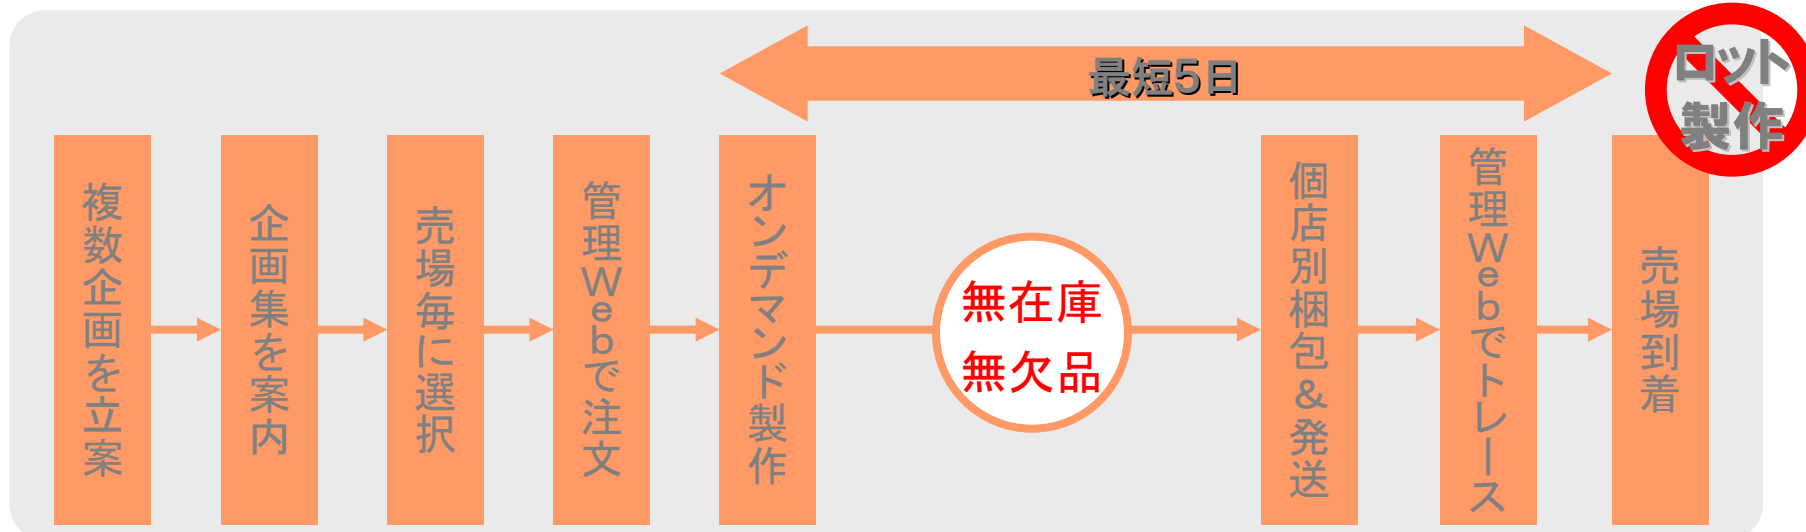 最短5日
ロット
製作
複数企画を立案
企画集を案内
売場毎に選択
管理Webで注文
オンデマンド製作
無在庫
無欠品
個店別梱包＆発送
管理Webでトレース
売場到着